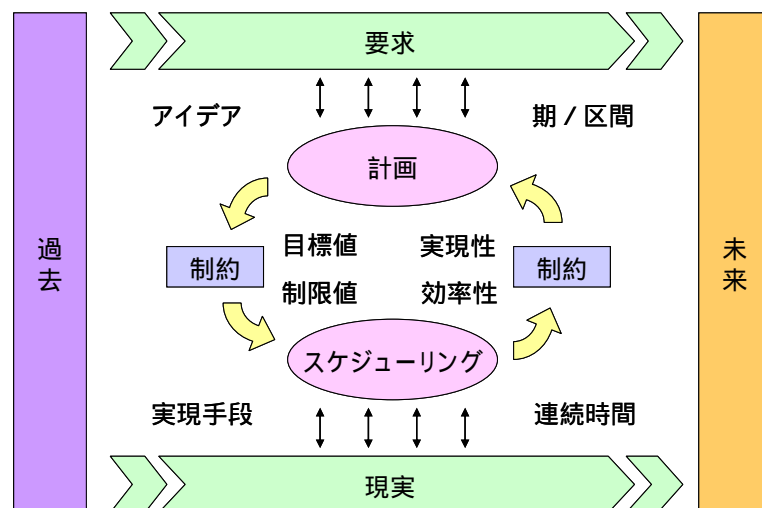 要求
アイデア
期 / 区間
計画
過去
未来
目標値
実現性
制約
制約
制限値
効率性
スケジューリング
実現手段
連続時間
現実